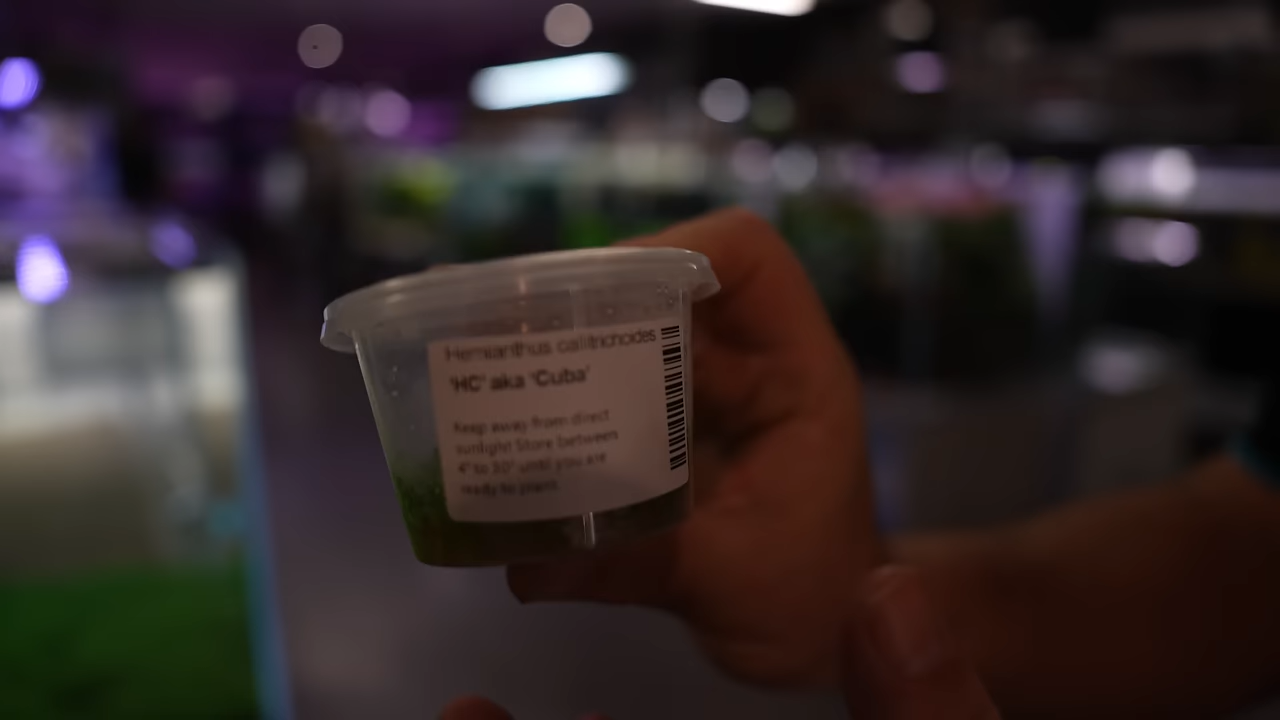 Hemianthus callitrichoides
'HC' aka 'Cuba'
Keep away from direct
sunlight Store between
4° to 30° until you are
ready to plant